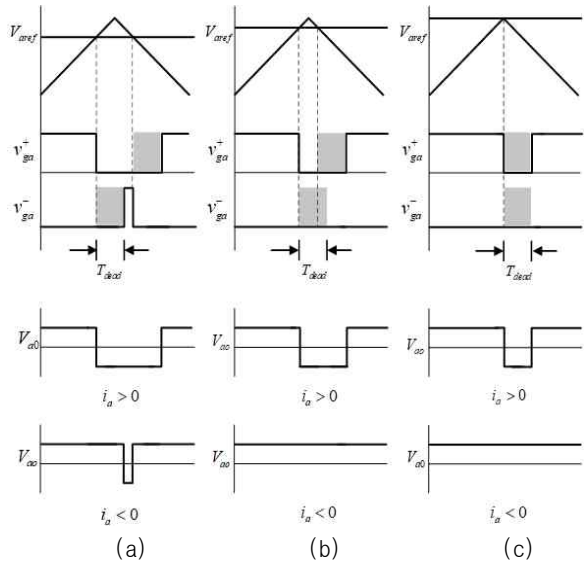 V_aref V_aref V_aref
v_ga^+ v_ga^+ v_ga^+
v_ga^- v_ga^- v_ga^-
T_dead T_dead T_dead
V_a0 V_ao V_ao
i_a > 0 i_a > 0 i_a > 0
V_ao V_ao V_a0
i_a < 0 i_a < 0 i_a < 0
(a) (b) (c)